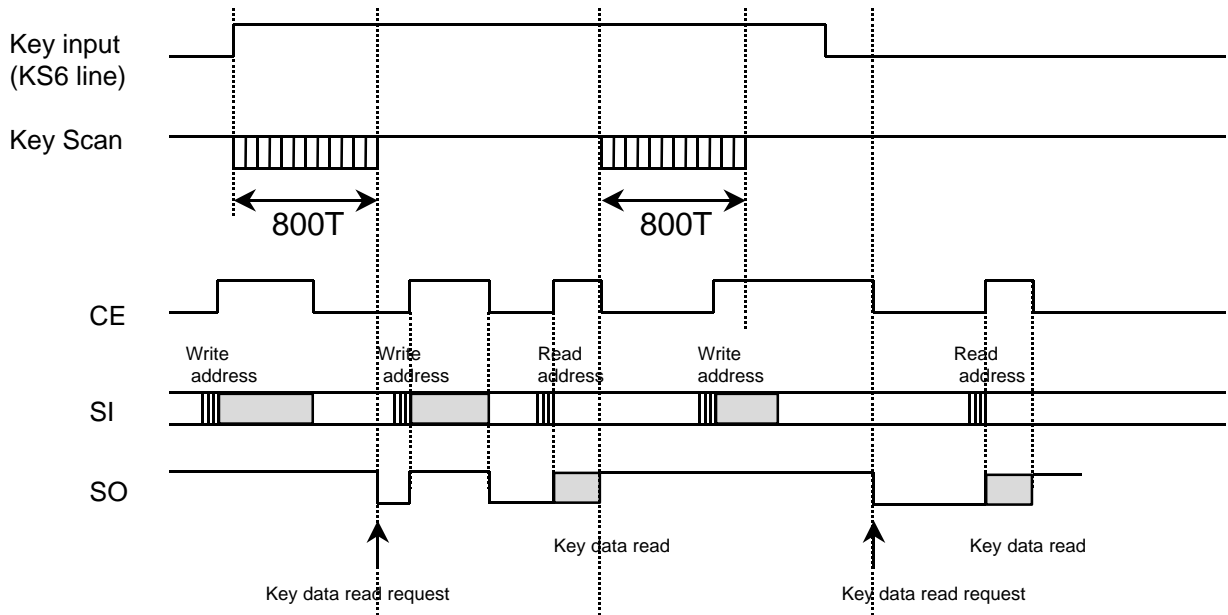 Key input
(KS6 line)
Key Scan
800T
800T
CE
Write
address
Write
address
Read
address
Write
address
Read
address
SI
SO
Key data read
Key data read
Key data read request
Key data read request